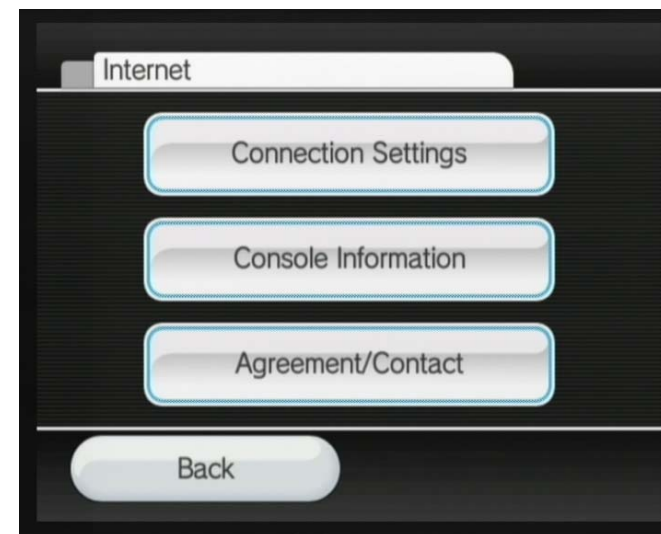 Internet
Connection Settings
Console Information
Agreement/Contact
Back